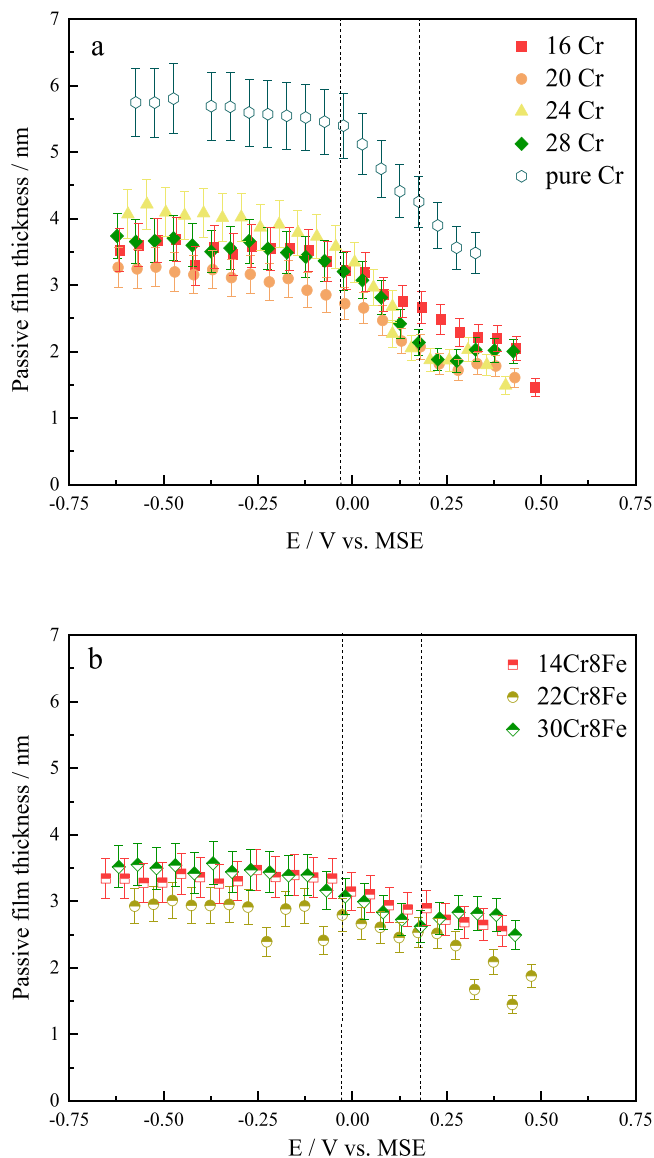 a
16 Cr
20 Cr
24 Cr
28 Cr
pure Cr
Passive film thickness / nm
7
6
5
4
3
2
1
0
-0.75
-0.50
-0.25
0.00
0.25
0.50
0.75
E / V vs. MSE
b
14Cr8Fe
22Cr8Fe
30Cr8Fe
Passive film thickness / nm
7
6
5
4
3
2
1
0
-0.75
-0.50
-0.25
0.00
0.25
0.50
0.75
E / V vs. MSE